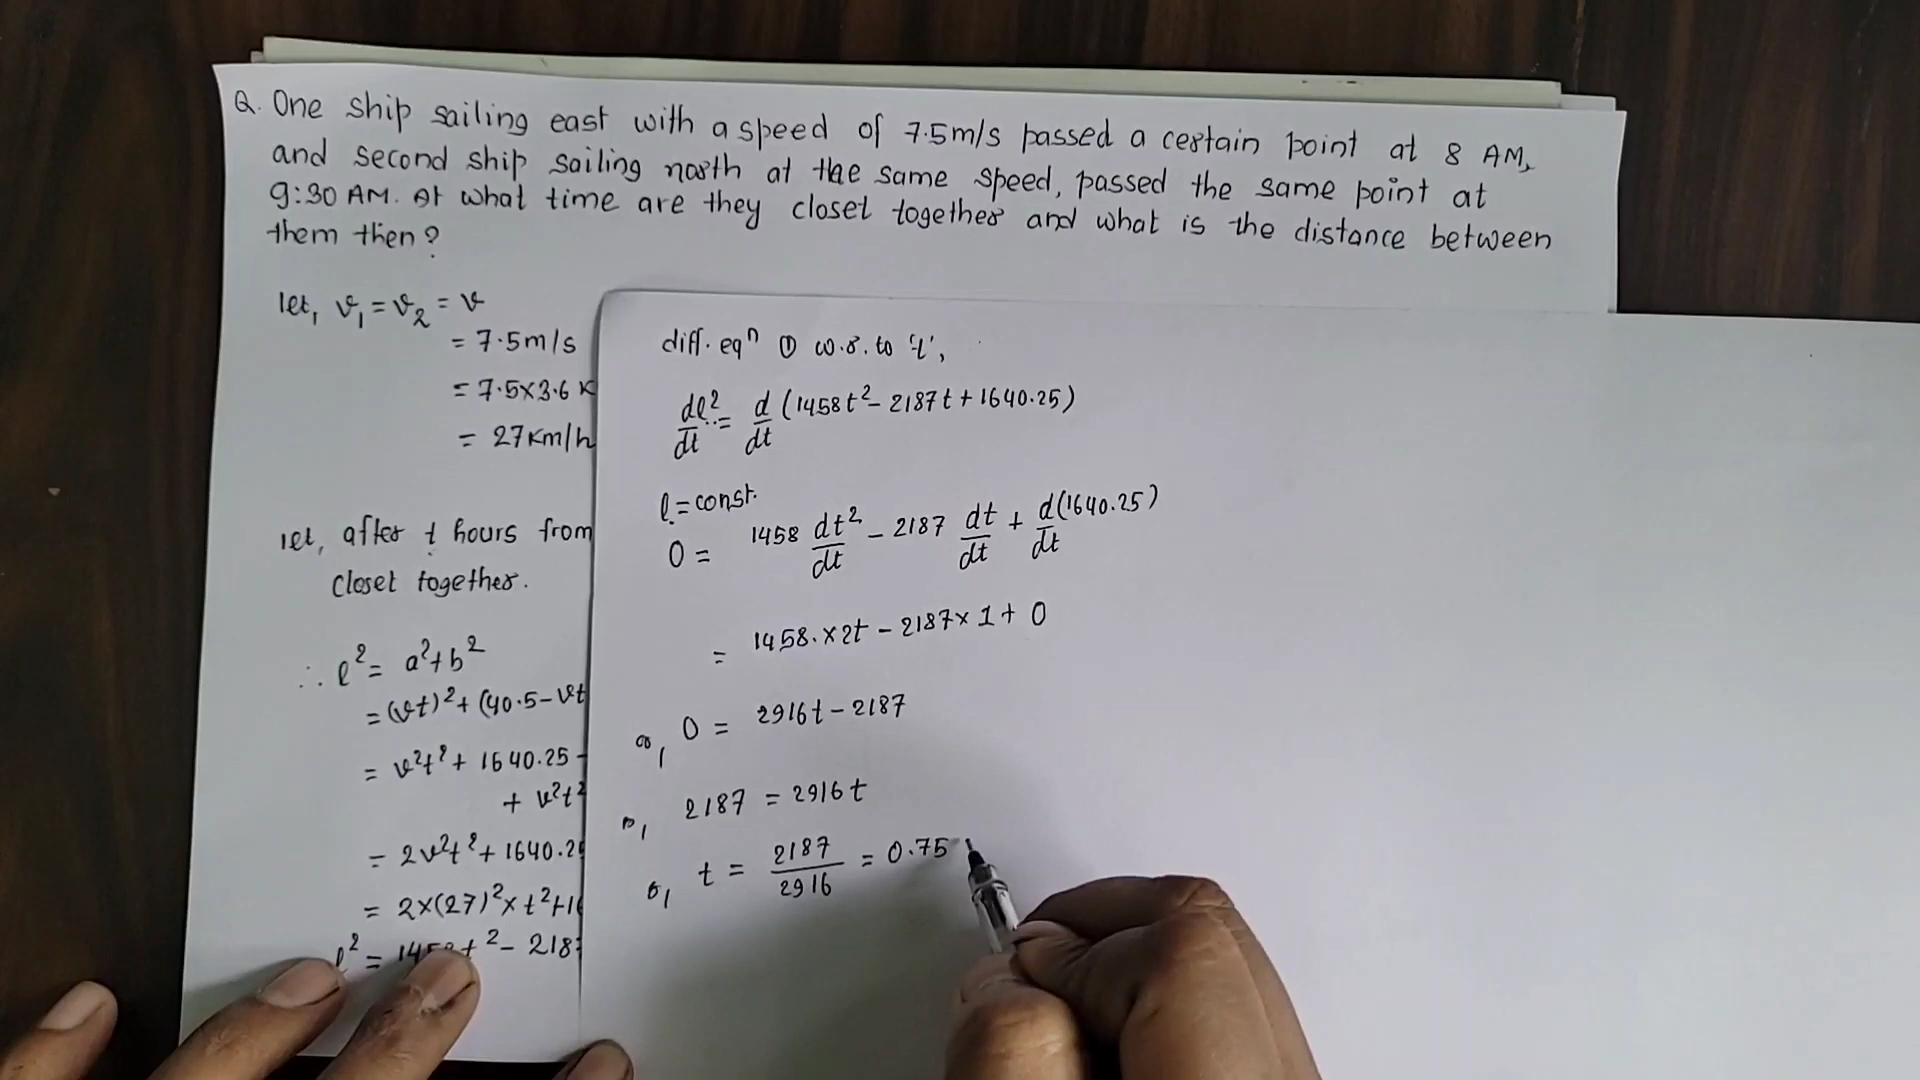 Q. One ship sailing east with a speed of 7.5m/s passed a certain point at 8 AM,
and second ship sailing north at the same speed, passed the same point at
9:30 AM. At what time are they closet together and what is the distance between
them then?
let, v₁ = v₂ = v
= 7.5m/s
= 7.5×3.6 K
= 27Km/h
let, after t hours from
closet together.
∴ l² = a²+b²
= (vt)²+(40.5-vt
= v²t²+ 1640.25 -
+ v²t²
= 2v²t²+1640.25
= 2×(27)²×t²+16
l² = 1458t²- 2187
diff. eqⁿ ① w.r. to 't',
dl²/dt = d/dt (1458t²- 2187t+1640.25)
l = const.
0 = 1458 dt²/dt - 2187 dt/dt + d(1640.25)/dt
= 1458.×2t - 2187×1+0
or, 0 = 2916t-2187
or, 2187 = 2916t
or, t = 2187/2916 = 0.75